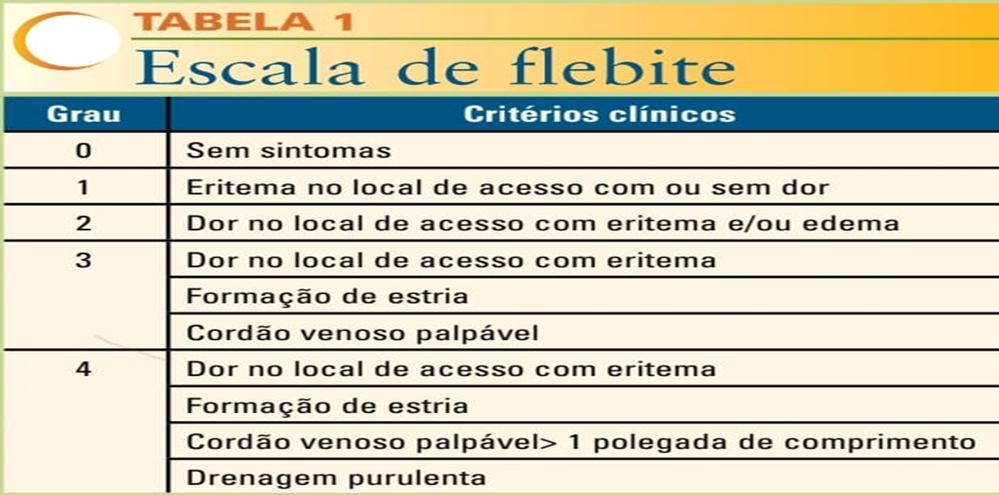 TABELA 1
Escala de flebite
Grau Critérios clínicos
0 Sem sintomas
1 Eritema no local de acesso com ou sem dor
2 Dor no local de acesso com eritema e/ou edema
3 Dor no local de acesso com eritema
Formação de estria
Cordão venoso palpável
4 Dor no local de acesso com eritema
Formação de estria
Cordão venoso palpável> 1 polegada de comprimento
Drenagem purulenta